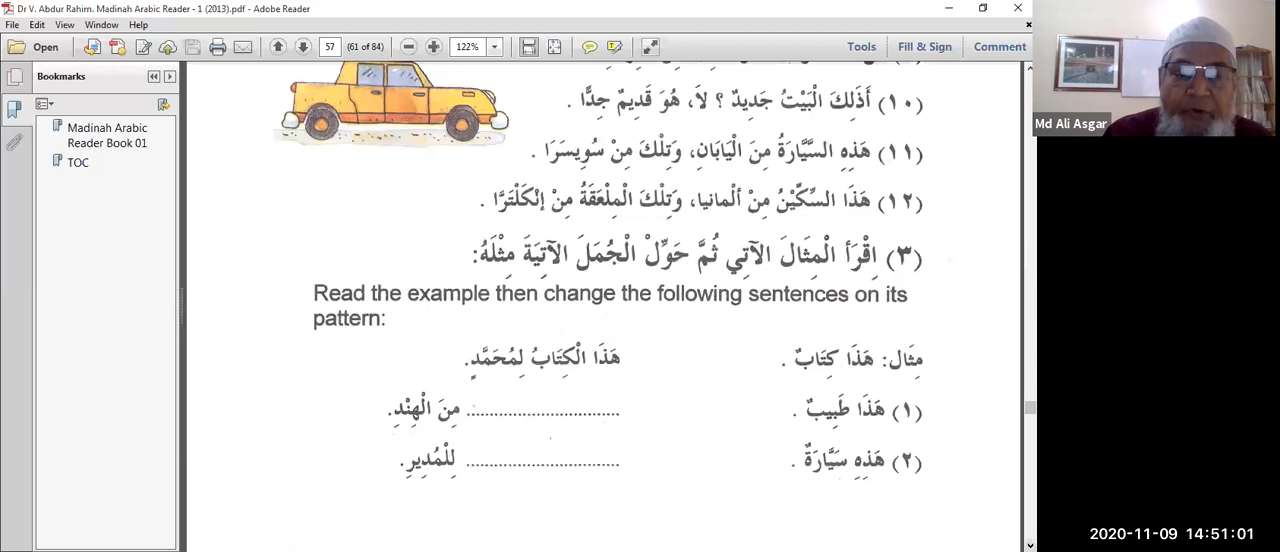 Dr V. Abdur Rahim. Madinah Arabic Reader - 1 (2013).pdf - Adobe Reader
File Edit View Window Help
Open 57 (61 of 84) 122% Tools Fill & Sign Comment
Bookmarks
Madinah Arabic Reader Book 01
TOC
(١٠) أَذَلِكَ الْبَيْتُ جَدِيدٌ ؟ لاَ، هُوَ قَدِيمٌ جِدًّا .
(١١) هَذِهِ السَّيَّارَةُ مِنَ الْيَابَانِ، وَتِلْكَ مِنْ سُوِيسَرَا .
(١٢) هَذَا السِّكِّيْنُ مِنْ أَلْمانيا، وَتِلْكَ الْمِلْعَقَةُ مِنْ إنْكَلْتَرَّا .
(٣) اِقْرَأ الْمِثَالَ الآتِي ثُمَّ حَوِّلْ الْجُمَلَ الآتِيَةَ مِثْلَهُ:
Read the example then change the following sentences on its
pattern:
مِثَال: هَذَا كِتَابٌ . هَذَا الْكِتَابُ لِمُحَمَّدٍ.
(١) هَذَا طَبِيبٌ . ................................ مِنَ الْهِنْدِ.
(٢) هَذِهِ سَيَّارَةٌ . ................................ لِلْمُدِيرِ.
Md Ali Asgar
2020-11-09 14:51:01